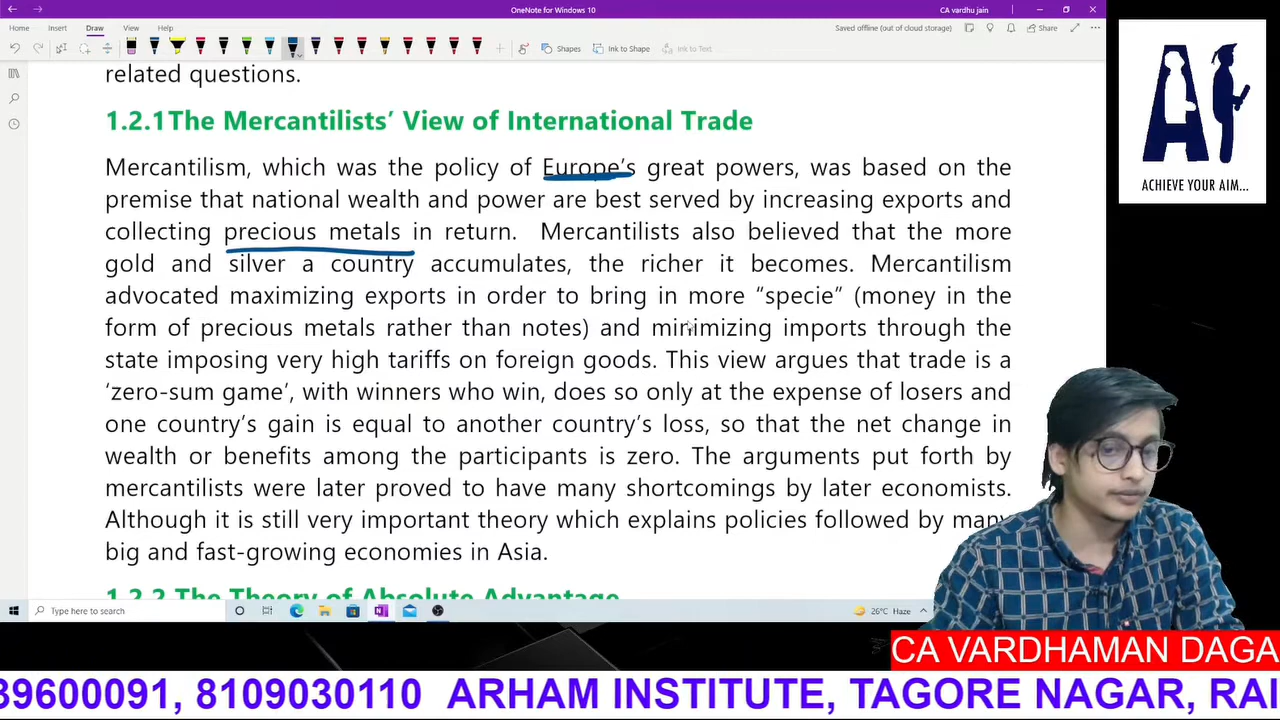 OneNote for Windows 10
CA vardhu jain
Home Insert Draw View Help
Saved offline (out of cloud storage)
Share
Shapes Ink to Shape Ink to Text
related questions.
1.2.1The Mercantilists’ View of International Trade
Mercantilism, which was the policy of Europe’s great powers, was based on the
premise that national wealth and power are best served by increasing exports and
collecting precious metals in return. Mercantilists also believed that the more
gold and silver a country accumulates, the richer it becomes. Mercantilism
advocated maximizing exports in order to bring in more “specie” (money in the
form of precious metals rather than notes) and minimizing imports through the
state imposing very high tariffs on foreign goods. This view argues that trade is a
‘zero-sum game’, with winners who win, does so only at the expense of losers and
one country’s gain is equal to another country’s loss, so that the net change in
wealth or benefits among the participants is zero. The arguments put forth by
mercantilists were later proved to have many shortcomings by later economists.
Although it is still very important theory which explains policies followed by many
big and fast-growing economies in Asia.
1.2.2 The Theory of Absolute Advantage
Type here to search
26°C Haze
ACHIEVE YOUR AIM...
CA VARDHAMAN DAGA
39600091, 8109030110 ARHAM INSTITUTE, TAGORE NAGAR, RAI